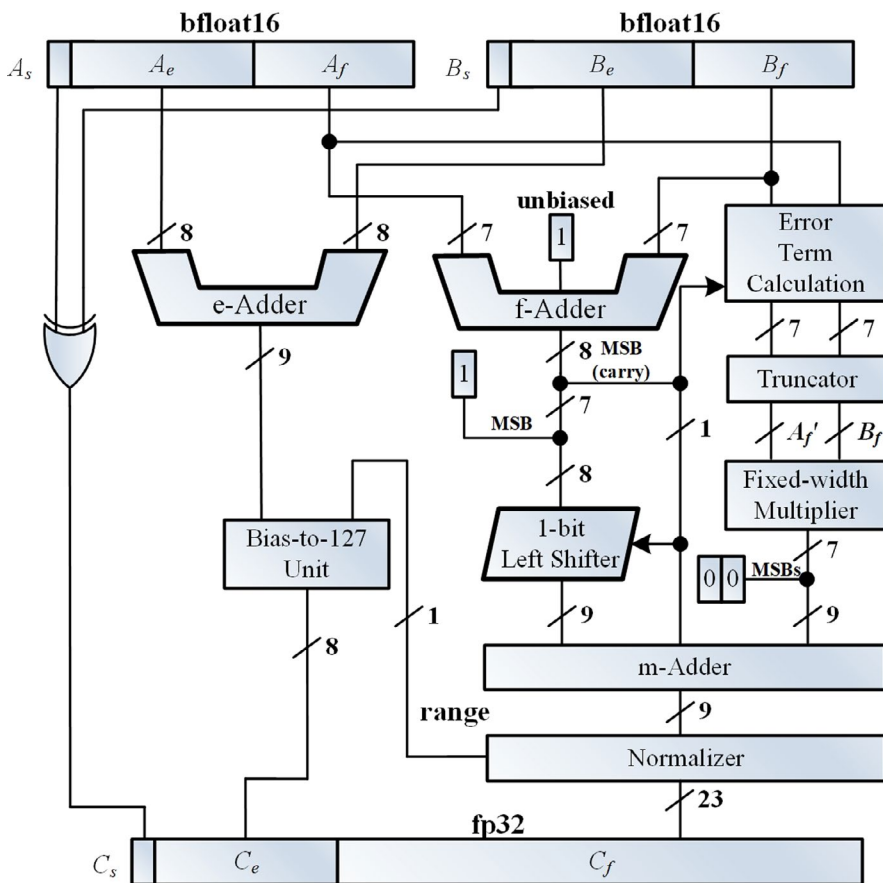 bfloat16 bfloat16
A_s A_e A_f B_s B_e B_f
unbiased
8 8 7 1 7
Error
Term
Calculation
e-Adder f-Adder
9 8 MSB
(carry)
7 7
1 Truncator
7
MSB 1 A_f' B_f
8 Fixed-width
Multiplier
Bias-to-127
Unit
1-bit
Left Shifter
7
0 0 MSBs
9 9
8 1
m-Adder
9
range
Normalizer
23
fp32
C_s C_e C_f